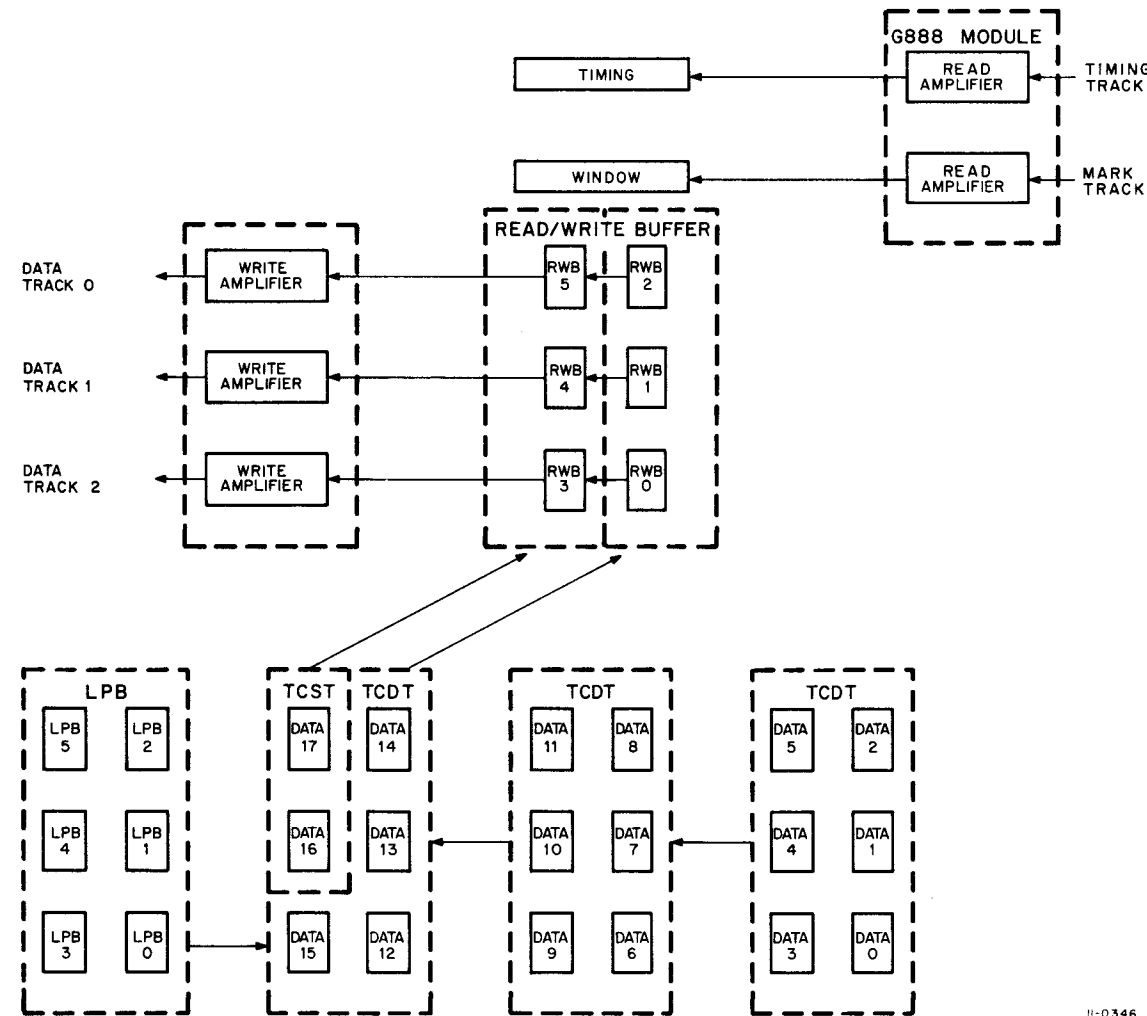 G888 MODULE
TIMING
READ
AMPLIFIER
TIMING
TRACK
WINDOW
READ
AMPLIFIER
MARK
TRACK
READ/WRITE BUFFER
DATA
TRACK 0
WRITE
AMPLIFIER
RWB
5
RWB
2
DATA
TRACK 1
WRITE
AMPLIFIER
RWB
4
RWB
1
DATA
TRACK 2
WRITE
AMPLIFIER
RWB
3
RWB
0
LPB
TCST
TCDT
TCDT
TCDT
LPB
5
LPB
2
DATA
17
DATA
14
DATA
11
DATA
8
DATA
5
DATA
2
LPB
4
LPB
1
DATA
16
DATA
13
DATA
10
DATA
7
DATA
4
DATA
1
LPB
3
LPB
0
DATA
15
DATA
12
DATA
9
DATA
6
DATA
3
DATA
0
11-0346